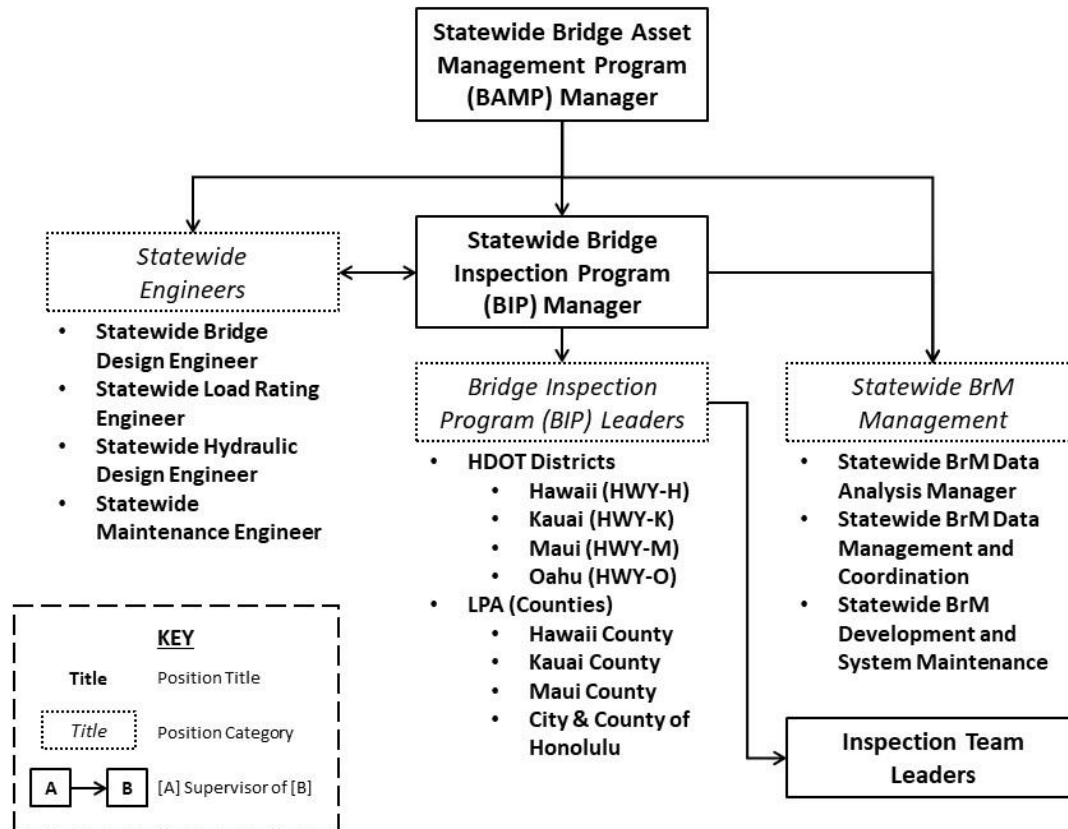 Statewide Bridge Asset
Management Program
(BAMP) Manager
Statewide
Engineers
• Statewide Bridge
Design Engineer
• Statewide Load Rating
Engineer
• Statewide Hydraulic
Design Engineer
• Statewide
Maintenance Engineer
Statewide Bridge
Inspection Program
(BIP) Manager
Bridge Inspection
Program (BIP) Leaders
• HDOT Districts
• Hawaii (HWY-H)
• Kauai (HWY-K)
• Maui (HWY-M)
• Oahu (HWY-O)
• LPA (Counties)
• Hawaii County
• Kauai County
• Maui County
• City & County of
Honolulu
Statewide BrM
Management
• Statewide BrM Data
Analysis Manager
• Statewide BrM Data
Management and
Coordination
• Statewide BrM
Development and
System Maintenance
Inspection Team
Leaders
KEY
Title Position Title
Title Position Category
A B [A] Supervisor of [B]